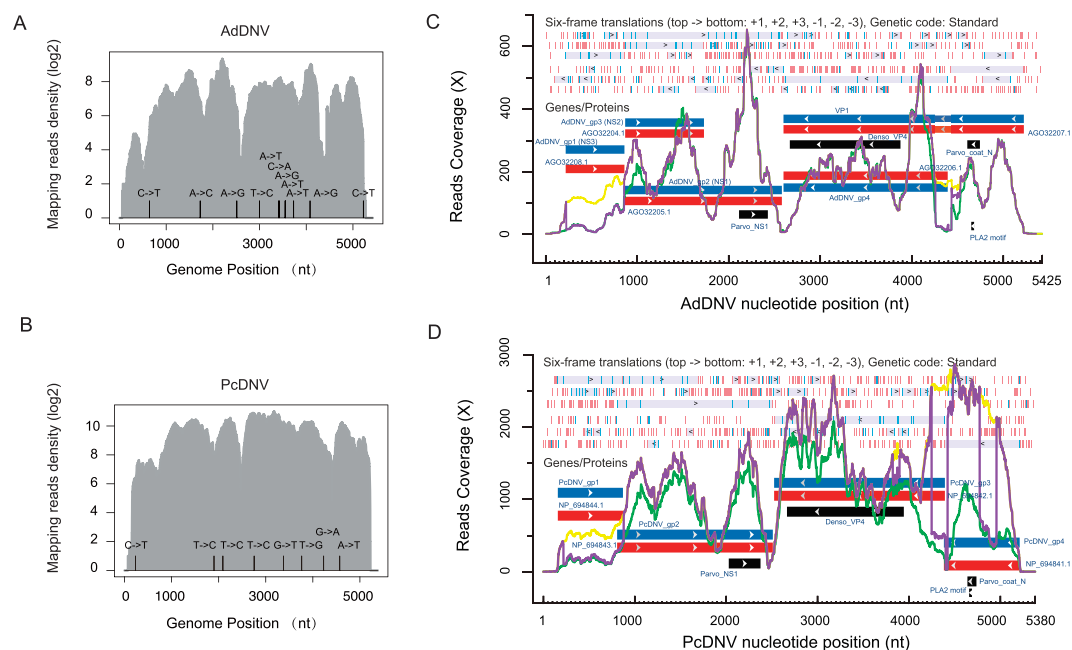 A
AdDNV
Mapping reads density (log2)
8
6
4
2
0
A->T
C->A
A->G
A->T
C->T
A->C
A->G
T->C
A->T
A->G
C->T
0
1000
3000
5000
Genome Position (nt)
B
PcDNV
Mapping reads density (log2)
10
8
6
4
2
0
G->A
C->T
T->C
T->C
T->C
G->T
T->G
A->T
0
1000
3000
5000
Genome Position (nt)
C
Six-frame translations (top -> bottom: +1, +2, +3, -1, -2, -3), Genetic code: Standard
Reads Coverage (X)
600
400
200
0
Genes/Proteins
AdDNV_gp3 (NS2)
AGO32204.1
AdDNV_gp1 (NS3)
AGO32208.1
AdDNV_gp2 (NS1)
AGO32205.1
Parvo_NS1
VP1
AGO32207.1
Denso_VP4
Parvo_coat_N
AGO32206.1
AdDNV_gp4
PLA2 motif
1
1000
2000
3000
4000
5000
5425
AdDNV nucleotide position (nt)
D
Six-frame translations (top -> bottom: +1, +2, +3, -1, -2, -3), Genetic code: Standard
Reads Coverage (X)
3000
2000
1000
0
Genes/Proteins
PcDNV_gp1
NP_694844.1
PcDNV_gp2
NP_694843.1
Parvo_NS1
PcDNV_gp3
NP_694842.1
Denso_VP4
PcDNV_gp4
NP_694841.1
Parvo_coat_N
PLA2 motif
1
1000
2000
3000
4000
5000
5380
PcDNV nucleotide position (nt)